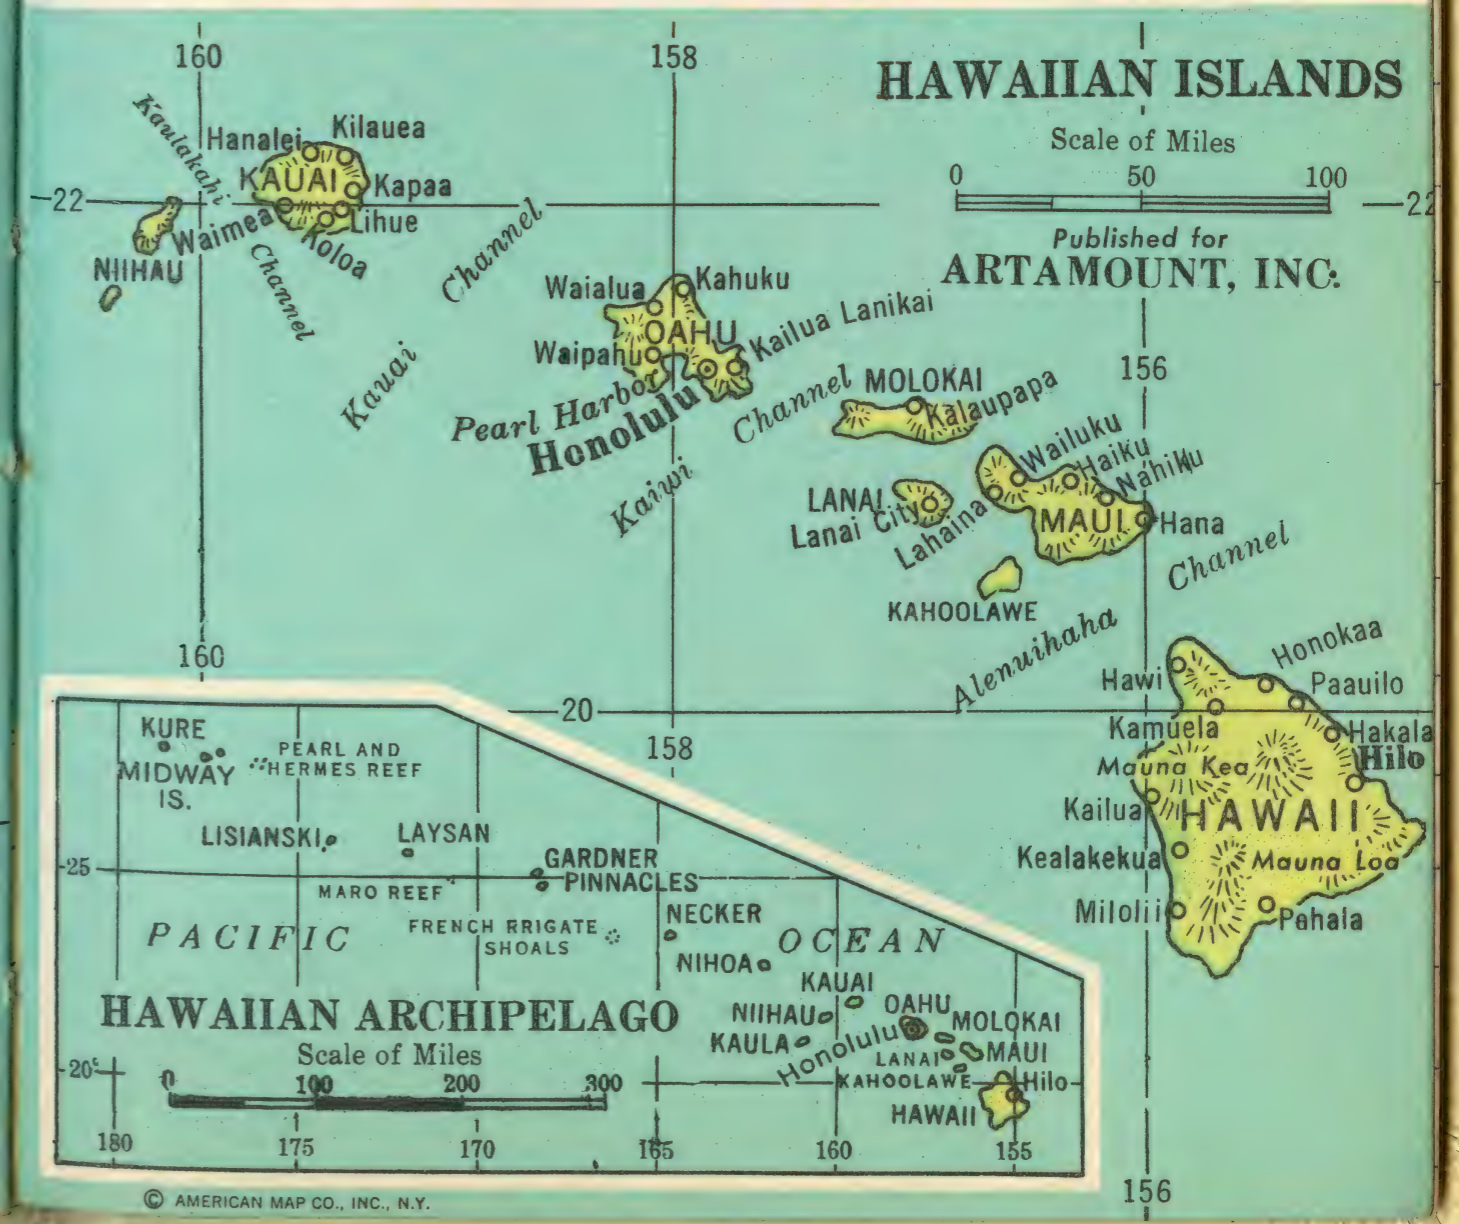 160
158
HAWAIIAN ISLANDS
Scale of Miles
0 50 100
Published for
ARTAMOUNT, INC.
Kaulakahi
Channel
Hanalei
Kilauea
KAUAI
Kapaa
22
22
Waimea
Lihue
Koloa
NIIHAU
Kauai
Channel
Waialua
Kahuku
OAHU
Waipahu
Kailua Lanikai
Pearl Harbor
Honolulu
Kaiwi
Channel
156
MOLOKAI
Kalaupapa
Wailuku
Haiku
Nahiku
LANAI
Lanai City
Lahaina
MAUI
Hana
KAHOOLAWE
Alenuihaha
Channel
160
20
158
Honokaa
Hawi
Paauilo
Kamuela
Hakala
Mauna Kea
Hilo
Kailua
HAWAII
Kealakekua
Mauna Loa
Milolii
Pahala
156
KURE
MIDWAY
IS.
PEARL AND
HERMES REEF
LISIANSKI
LAYSAN
25
GARDNER
PINNACLES
MARO REEF
NECKER
FRENCH RRIGATE
SHOALS
PACIFIC
OCEAN
NIHOA
KAUAI
NIIHAU
OAHU
KAULA
Honolulu
MOLOKAI
LANAI
MAUI
KAHOOLAWE
Hilo
HAWAII
HAWAIIAN ARCHIPELAGO
Scale of Miles
20
0 100 200 300
180 175 170 165 160 155
© AMERICAN MAP CO., INC., N.Y.